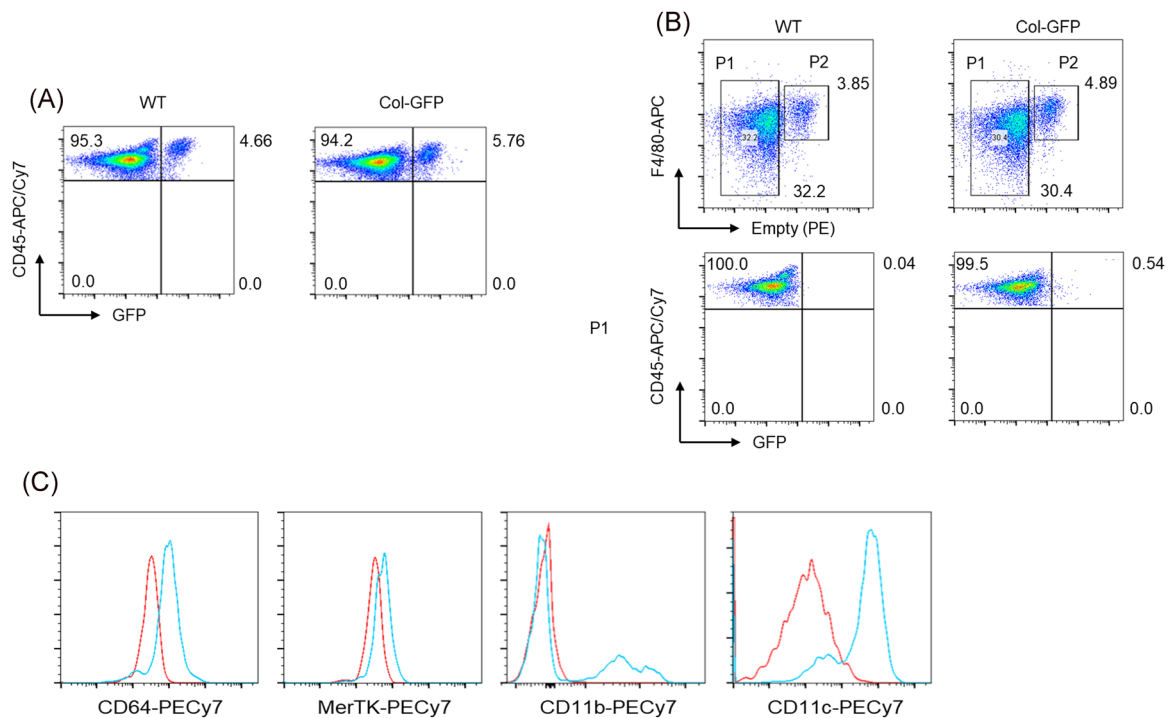 (A)
WT
Col-GFP
95.3
4.66
94.2
5.76
CD45-APC/Cy7
0.0
0.0
0.0
0.0
GFP
(B)
WT
Col-GFP
P1
P2
3.85
P1
P2
4.89
F4/80-APC
32.2
30.4
32.2
30.4
Empty (PE)
100.0
0.04
99.5
0.54
P1
CD45-APC/Cy7
0.0
0.0
0.0
0.0
GFP
(C)
CD64-PECy7
MerTK-PECy7
CD11b-PECy7
CD11c-PECy7